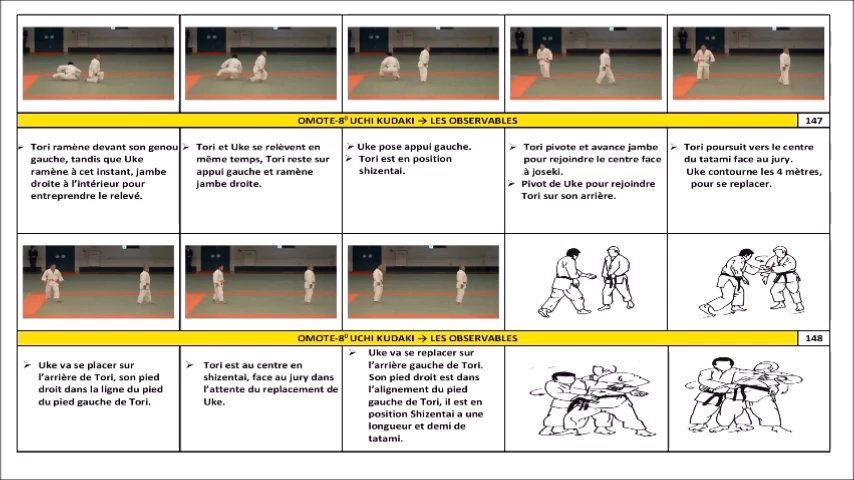 OMOTE-8⁰ UCHI KUDAKI → LES OBSERVABLES
147
➢ Tori ramène devant son genou
gauche, tandis que Uke
ramène à cet instant, jambe
droite à l'intérieur pour
entreprendre le relevé.
➢ Tori et Uke se relèvent en
même temps, Tori reste sur
appui gauche et ramène
jambe droite.
➢ Uke pose appui gauche.
➢ Tori est en position
shizentai.
➢ Tori pivote et avance jambe
pour rejoindre le centre face
à joseki.
➢ Pivot de Uke pour rejoindre
Tori sur son arrière.
➢ Tori poursuit vers le centre
du tatami face au jury.
Uke contourne les 4 mètres,
pour se replacer.
OMOTE-8⁰ UCHI KUDAKI → LES OBSERVABLES
148
➢ Uke va se placer sur
l'arrière de Tori, son pied
droit dans la ligne du pied
du pied gauche de Tori.
➢ Tori est au centre en
shizentai, face au jury dans
l'attente du replacement de
Uke.
➢ Uke va se replacer sur
l'arrière gauche de Tori.
Son pied droit est dans
l'alignement du pied
gauche de Tori, il est en
position Shizentai a une
longueur et demi de
tatami.